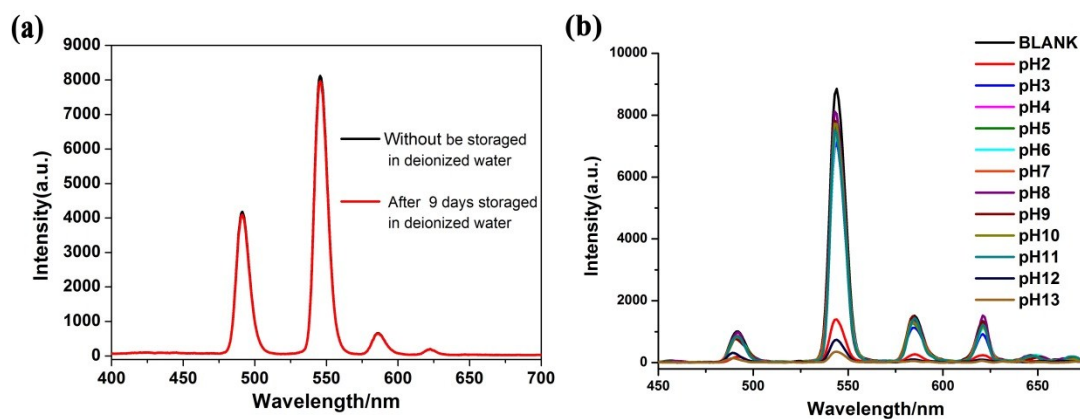 (a)
9000
8000
7000
6000
5000
4000
3000
2000
1000
0
Intensity(a.u.)
400 450 500 550 600 650 700
Wavelength/nm
Without be storaged
in deionized water
After 9 days storaged
in deionized water
(b)
10000
8000
6000
4000
2000
0
Intensity(a.u.)
450 500 550 600 650
Wavelength/nm
BLANK
pH2
pH3
pH4
pH5
pH6
pH7
pH8
pH9
pH10
pH11
pH12
pH13